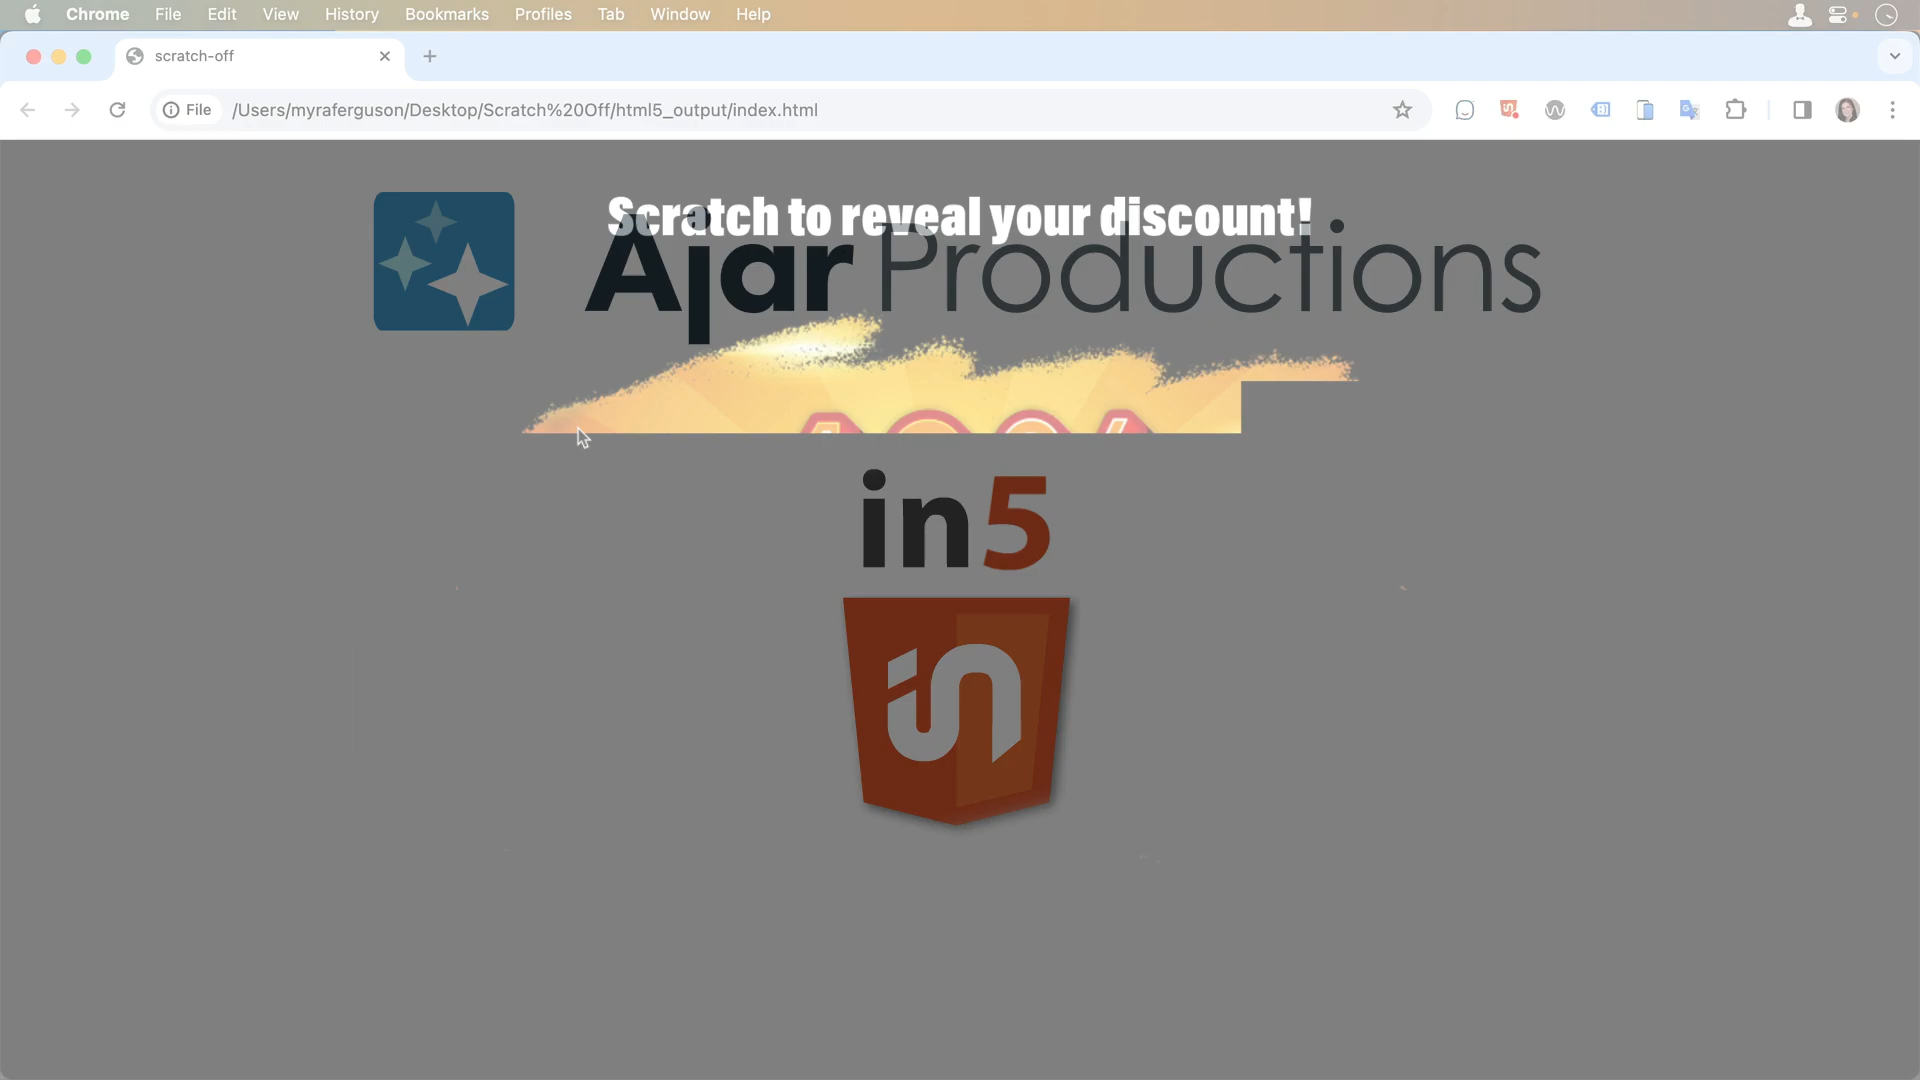 Chrome File Edit View History Bookmarks Profiles Tab Window Help
scratch-off
File /Users/myraferguson/Desktop/Scratch%20Off/html5_output/index.html
Scratch to reveal your discount!
Ajar Productions
in5